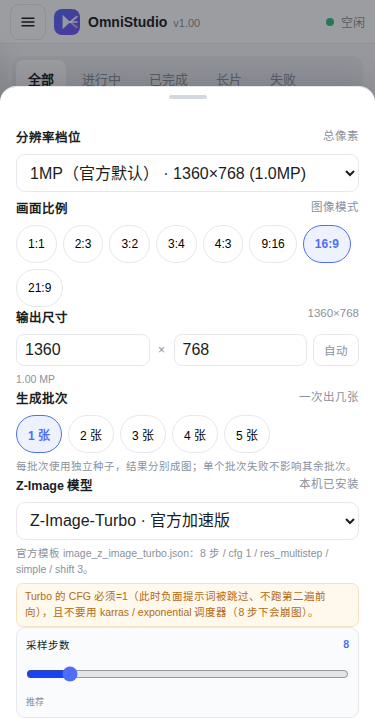 OmniStudio v1.00 空闲
全部 进行中 已完成 长片 失败
分辨率档位 总像素
1MP（官方默认） · 1360×768 (1.0MP)
画面比例 图像模式
1:1 2:3 3:2 3:4 4:3 9:16 16:9
21:9
输出尺寸 1360×768
1360 × 768 自动
1.00 MP
生成批次 一次出几张
1 张 2 张 3 张 4 张 5 张
每批次使用独立种子，结果分别成图；单个批次失败不影响其余批次。
Z-Image 模型 本机已安装
Z-Image-Turbo · 官方加速版
官方模板 image_z_image_turbo.json：8 步 / cfg 1 / res_multistep /
simple / shift 3。
Turbo 的 CFG 必须=1（此时负面提示词被跳过、不跑第二遍前
向），且不要用 karras / exponential 调度器（8 步下会崩图）。
采样步数 8
推荐